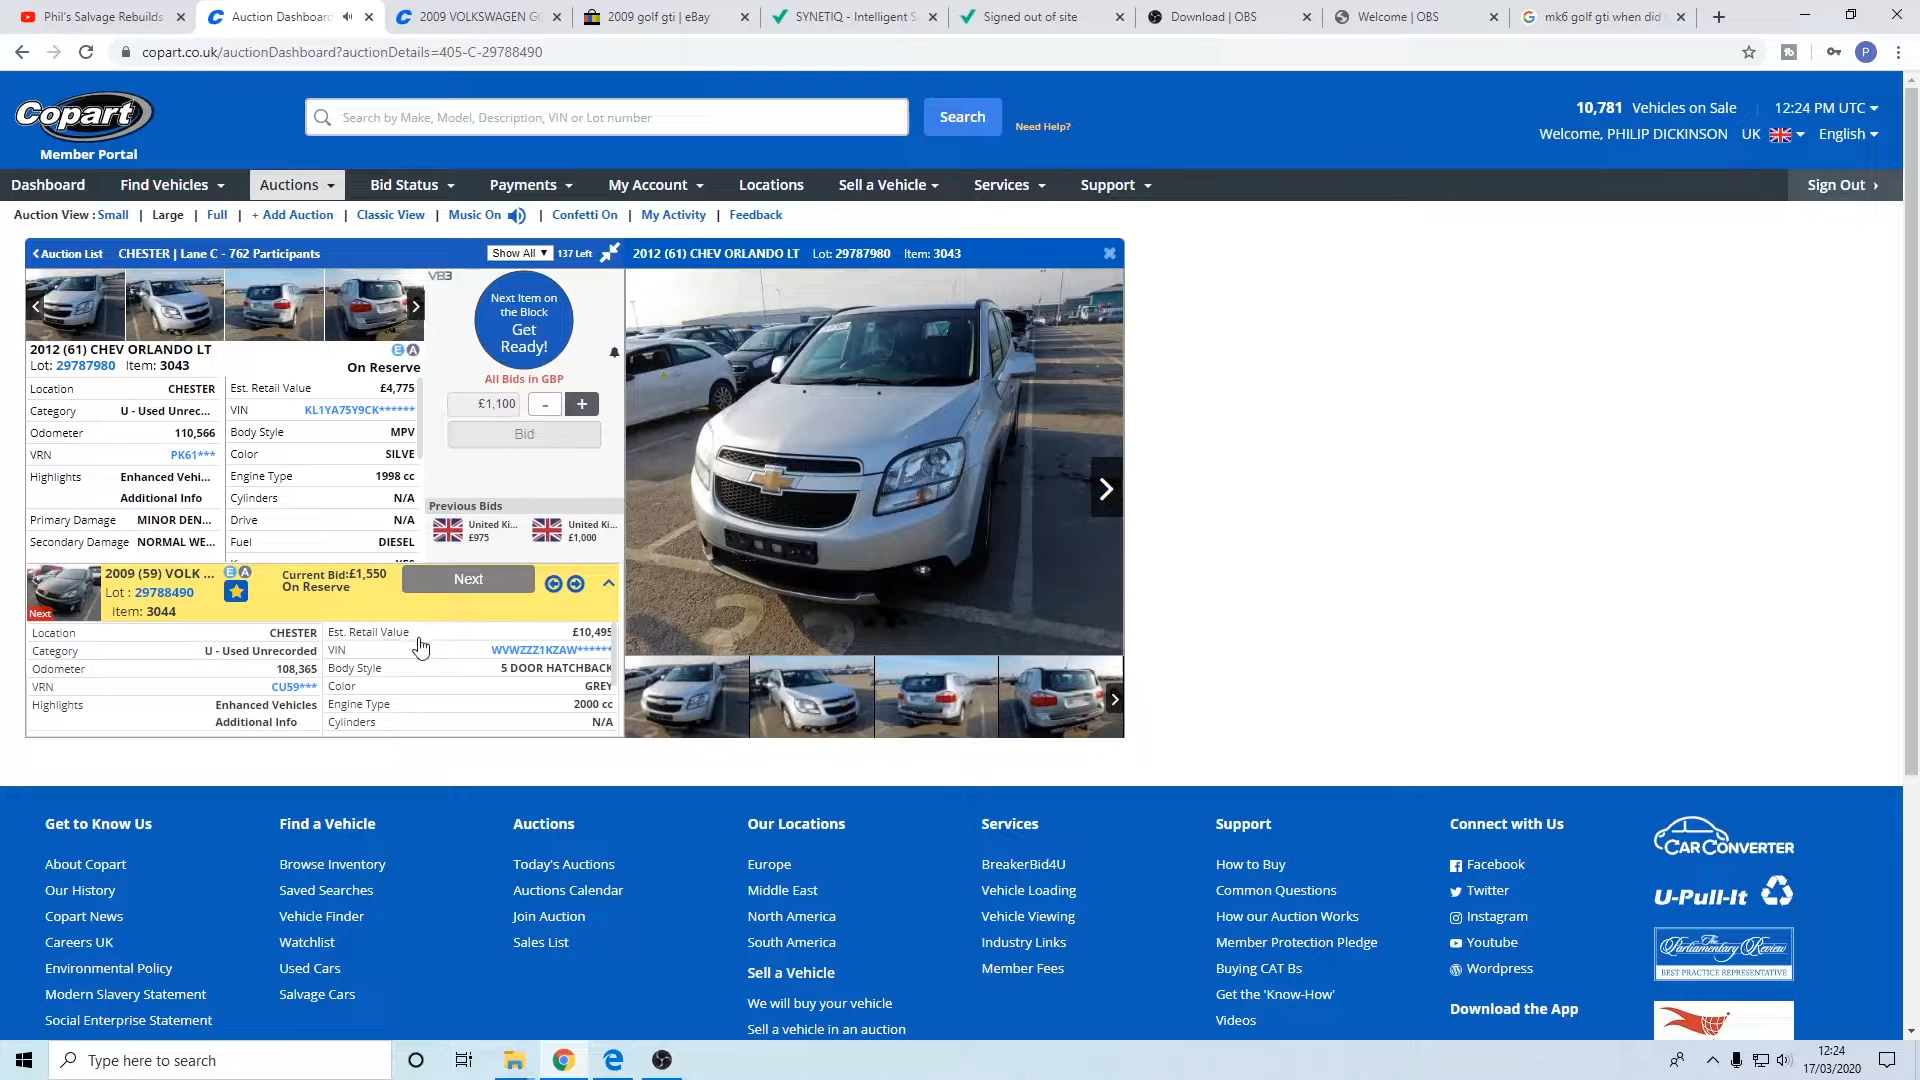 Phil's Salvage Rebuilds
Auction Dashboard
2009 VOLKSWAGEN GO
2009 golf gti | eBay
SYNETIQ - Intelligent S
Signed out of site
Download | OBS
Welcome | OBS
mk6 golf gti when did
copart.co.uk/auctionDashboard?auctionDetails=405-C-29788490
P
Copart
Member Portal
Search by Make, Model, Description, VIN or Lot number
Search
Need Help?
10,781 Vehicles on Sale
12:24 PM UTC
Welcome, PHILIP DICKINSON UK English
Dashboard Find Vehicles Auctions Bid Status Payments My Account Locations Sell a Vehicle Services Support Sign Out
Auction View : Small | Large | Full | + Add Auction | Classic View | Music On | Confetti On | My Activity | Feedback
Auction List CHESTER | Lane C - 762 Participants Show All 137 Left
2012 (61) CHEV ORLANDO LT Lot: 29787980 Item: 3043
VB3
Next Item on
the Block
Get
Ready!
All Bids in GBP
£1,100 - +
Bid
Previous Bids
United Ki...
£975
United Ki...
£1,000
2012 (61) CHEV ORLANDO LT
E A
Lot: 29787980 Item: 3043
On Reserve
Location CHESTER
Category U - Used Unrec...
Odometer 110,566
VRN PK61***
Highlights Enhanced Vehi...
Additional Info
Primary Damage MINOR DEN...
Secondary Damage NORMAL WE...
Est. Retail Value £4,775
VIN KL1YA75Y9CK******
Body Style MPV
Color SILVE
Engine Type 1998 cc
Cylinders N/A
Drive N/A
Fuel DIESEL
YES
Next
2009 (59) VOLK ...
E A
Lot : 29788490
Item: 3044
Current Bid:£1,550
On Reserve
Next
Location CHESTER
Category U - Used Unrecorded
Odometer 108,365
VRN CU59***
Highlights Enhanced Vehicles
Additional Info
Est. Retail Value £10,495
VIN WVWZZZ1KZAW******
Body Style 5 DOOR HATCHBACK
Color GREY
Engine Type 2000 cc
Cylinders N/A
Get to Know Us
About Copart
Our History
Copart News
Careers UK
Environmental Policy
Modern Slavery Statement
Social Enterprise Statement
Find a Vehicle
Browse Inventory
Saved Searches
Vehicle Finder
Watchlist
Used Cars
Salvage Cars
Auctions
Today's Auctions
Auctions Calendar
Join Auction
Sales List
Our Locations
Europe
Middle East
North America
South America
Sell a Vehicle
We will buy your vehicle
Sell a vehicle in an auction
Services
BreakerBid4U
Vehicle Loading
Vehicle Viewing
Industry Links
Member Fees
Support
How to Buy
Common Questions
How our Auction Works
Member Protection Pledge
Buying CAT Bs
Get the 'Know-How'
Videos
Connect with Us
Facebook
Twitter
Instagram
Youtube
Wordpress
Download the App
CARCONVERTER
U-Pull-It
The
Parliamentary Review
BEST PRACTICE REPRESENTATIVE
Type here to search
12:24
17/03/2020